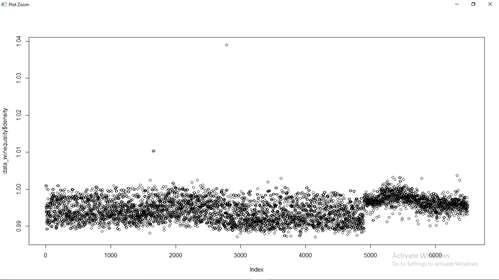 Plot Zoom
1.04
1.03
1.02
1.01
1.00
0.99
data_winequality$density
0
1000
2000
3000
4000
5000
6000
Index
Activate Windows
Go to Settings to activate Windows.